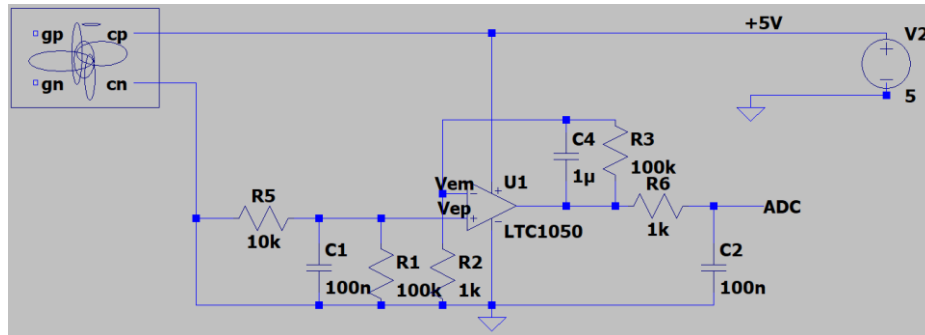 gp cp
gn cn
+5V
V2
5
C4
1µ
R3
100k
Vem
U1
Vep
LTC1050
R6
1k
ADC
R5
10k
C1
100n
R1
100k
R2
1k
C2
100n